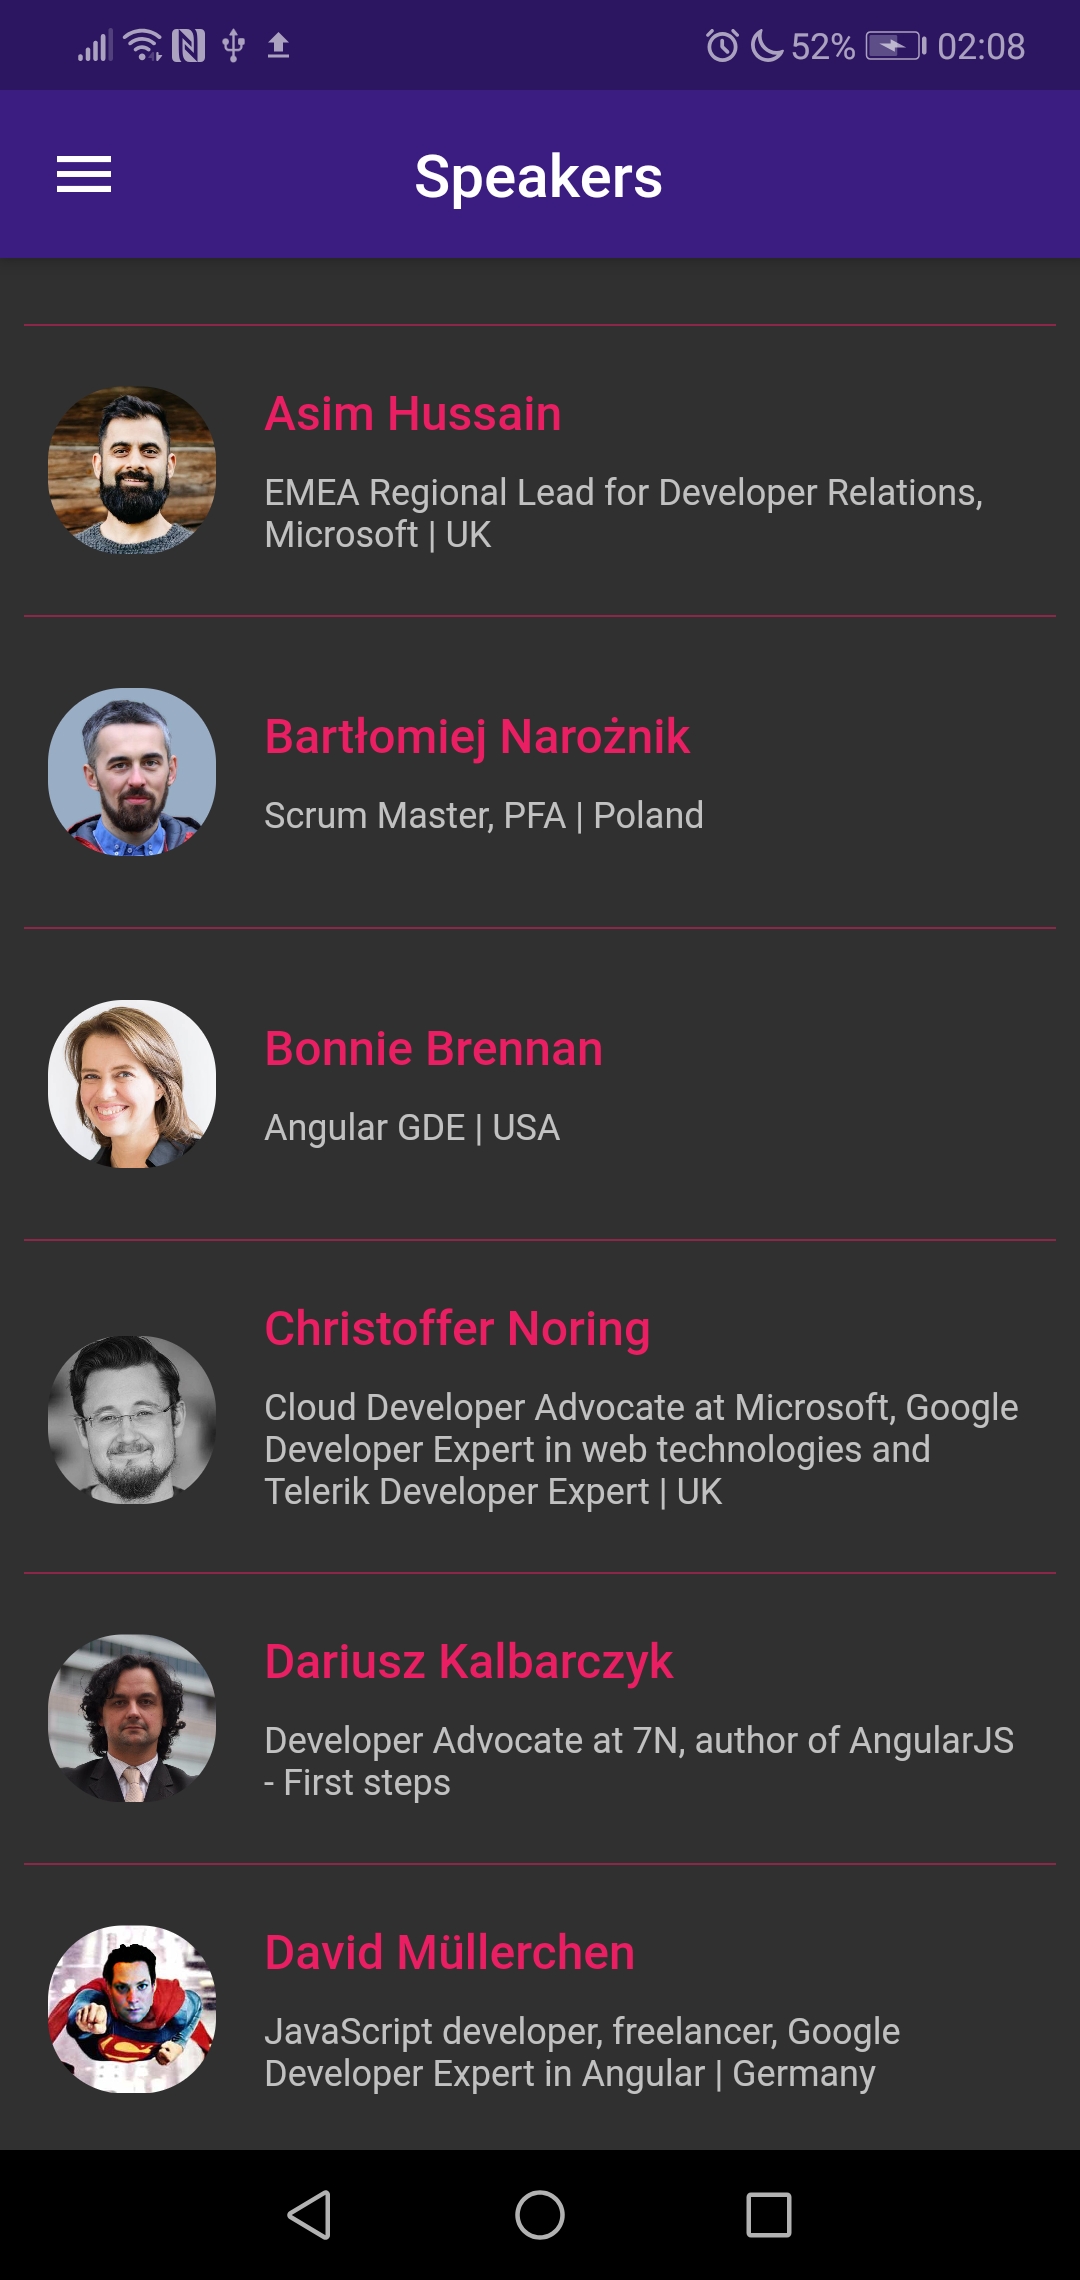 52% 02:08
Speakers
Asim Hussain
EMEA Regional Lead for Developer Relations,
Microsoft | UK
Bartłomiej Narożnik
Scrum Master, PFA | Poland
Bonnie Brennan
Angular GDE | USA
Christoffer Noring
Cloud Developer Advocate at Microsoft, Google
Developer Expert in web technologies and
Telerik Developer Expert | UK
Dariusz Kalbarczyk
Developer Advocate at 7N, author of AngularJS
- First steps
David Müllerchen
JavaScript developer, freelancer, Google
Developer Expert in Angular | Germany